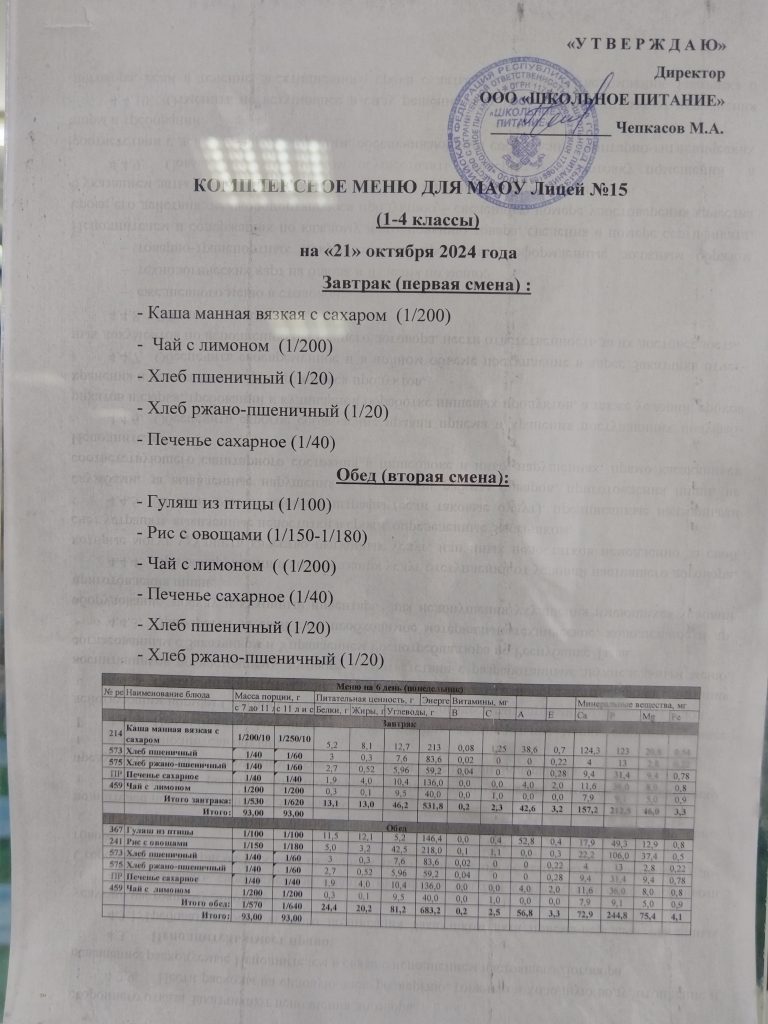 «У Т В Е Р Ж Д А Ю»
Директор
ООО «ШКОЛЬНОЕ ПИТАНИЕ»
Чепкасов М.А.
«ШКОЛЬНОЕ
ПИТАНИЕ»
КОМПЛЕКСНОЕ МЕНЮ ДЛЯ МАОУ Лицей №15
(1-4 классы)
на «21» октября 2024 года
Завтрак (первая смена) :
- Каша манная вязкая с сахаром (1/200)
- Чай с лимоном (1/200)
- Хлеб пшеничный (1/20)
- Хлеб ржано-пшеничный (1/20)
- Печенье сахарное (1/40)
Обед (вторая смена):
- Гуляш из птицы (1/100)
- Рис с овощами (1/150-1/180)
- Чай с лимоном ( (1/200)
- Печенье сахарное (1/40)
- Хлеб пшеничный (1/20)
- Хлеб ржано-пшеничный (1/20)
Меню на 6 день (понедельник)
№ ре Наименование блюда Масса порции, г Питательная ценность, г Энерге Витамины, мг Минеральные вещества, мг
с 7 до 11 л с 11 л и с Белки, г Жиры, г Углеводы, г В С А Е Ca P Mg Fe
Завтрак
214 Каша манная вязкая с сахаром 1/200/10 1/250/10 5,2 8,1 12,7 213 0,08 1,25 38,6 0,7 124,3 123
573 Хлеб пшеничный 1/40 1/60 3 0,3 7,6 83,6 0,02 0 0 0,22 4 13 2,8
575 Хлеб ржано-пшеничный 1/40 1/60 2,7 0,52 5,96 59,2 0,04 0 0 0,28 9,4 31,4 9,4 0,78
ПР Печенье сахарное 1/40 1/40 1,9 4,0 10,4 136,0 0,0 0,0 4,0 2,0 11,6 8,0 0,8
459 Чай с лимоном 1/200 1/200 0,3 0,1 9,5 40,0 0,0 1,0 0,0 0,0 7,9 5,0 0,9
Итого завтрака: 1/530 1/620 13,1 13,0 46,2 531,8 0,2 2,3 42,6 3,2 157,2 212,5 46,0 3,3
Итого: 93,00 93,00
Обед
367 Гуляш из птицы 1/100 1/100 11,5 12,1 5,2 146,4 0,0 0,4 52,8 0,4 17,9 29,9 12,9 0,8
241 Рис с овощами 1/150 1/180 5,0 3,2 42,5 218,0 0,1 1,1 0,0 0,3 22,2 106,0 37,4 0,5
573 Хлеб пшеничный 1/40 1/60 3 0,3 7,6 83,6 0,02 0 0 0,22 4 13 2,8 0,22
575 Хлеб ржано-пшеничный 1/40 1/60 2,7 0,52 5,96 59,2 0,04 0 0 0,28 9,4 31,4 9,4 0,78
ПР Печенье сахарное 1/40 1/40 1,9 4,0 10,4 136,0 0,0 0,0 4,0 2,0 11,6 36,0 8,0 0,8
459 Чай с лимоном 1/200 1/200 0,3 0,1 9,5 40,0 0,0 1,0 0,0 0,0 7,9 9,1 5,0 0,9
Итого обед: 1/570 1/640 24,4 20,2 81,2 683,2 0,2 2,5 56,8 3,3 72,9 244,8 75,4 4,1
Итого: 93,00 93,00